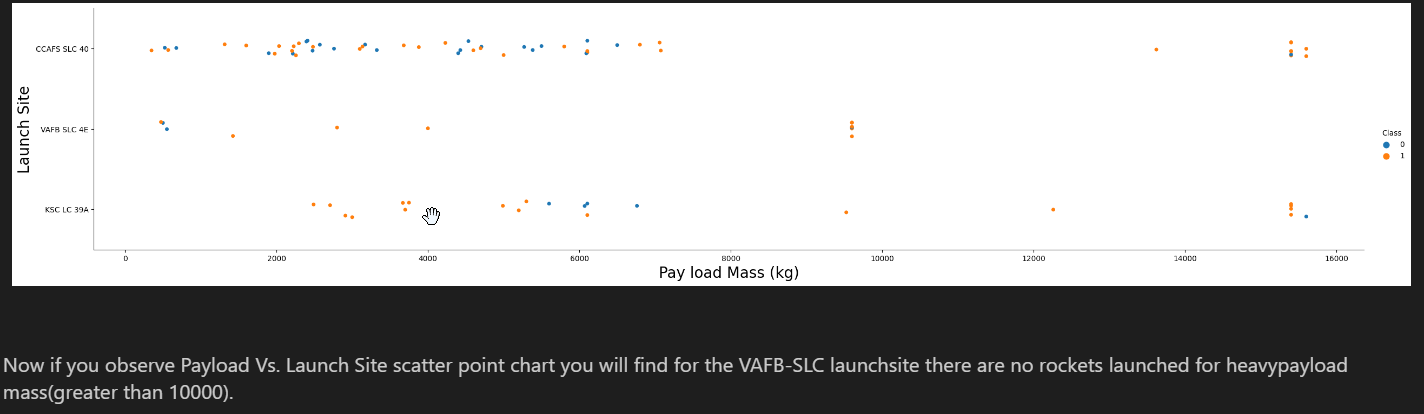 CCAFS SLC 40
VAFB SLC 4E
KSC LC 39A
Launch Site
Class
0
1
0 2000 4000 6000 8000 10000 12000 14000 16000
Pay load Mass (kg)
Now if you observe Payload Vs. Launch Site scatter point chart you will find for the VAFB-SLC launchsite there are no rockets launched for heavypayload
mass(greater than 10000).